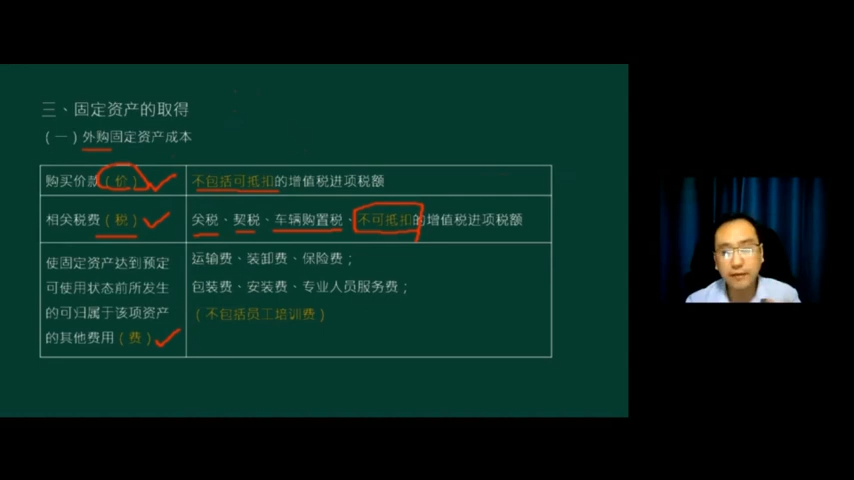 三、固定资产的取得
（一）外购固定资产成本
购买价款（价）
不包括可抵扣的增值税进项税额
相关税费（税）
关税、契税、车辆购置税、不可抵扣的增值税进项税额
使固定资产达到预定
可使用状态前所发生
的可归属于该项资产
的其他费用（费）
运输费、装卸费、保险费；
包装费、安装费、专业人员服务费；
（不包括员工培训费）